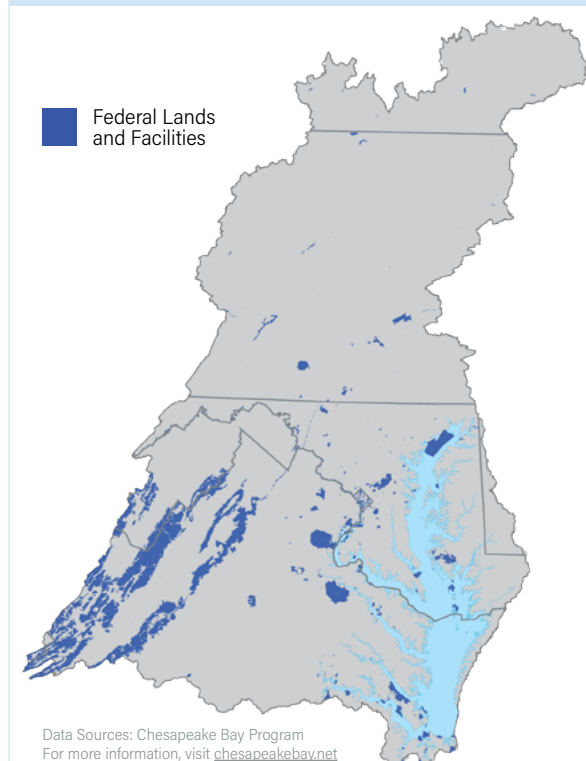 Federal Lands
and Facilities
Data Sources: Chesapeake Bay Program
For more information, visit chesapeakebay.net